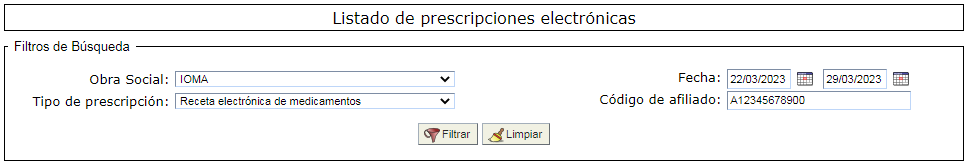 Listado de prescripciones electrónicas
Filtros de Búsqueda
Obra Social: IOMA Fecha: 22/03/2023 29/03/2023
Tipo de prescripción: Receta electrónica de medicamentos Código de afiliado: A12345678900
Filtrar Limpiar